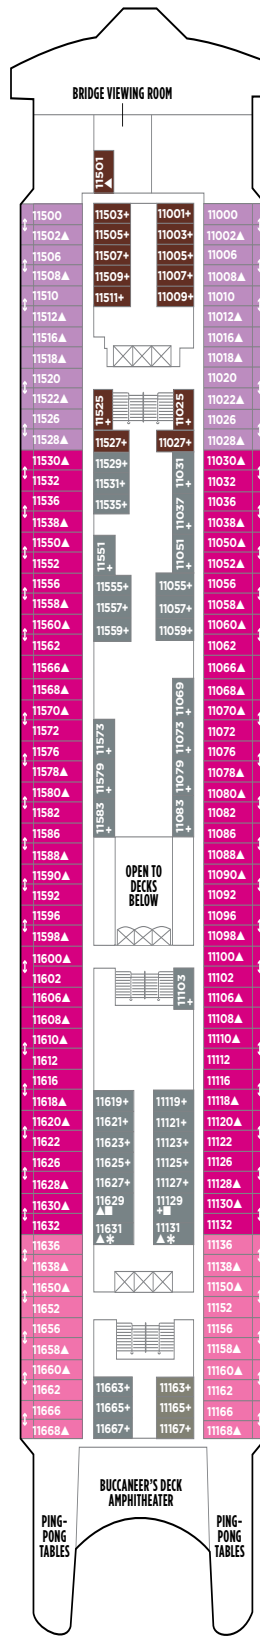 BRIDGE VIEWING ROOM
11501▲
11500 11503+ 11001+ 11000
11502▲ 11505+ 11003+ 11002▲
11506 11507+ 11005+ 11006
11508▲ 11509+ 11007+ 11008▲
11510 11511+ 11009+ 11010
11512▲ 11012▲
11516▲ 11016▲
11518▲ 11018▲
11520 11020
11522▲ 11525+ 11025+ 11022▲
11526 11026
11528▲ 11527+ 11027+ 11028▲
11530▲ 11529+ 11031 11030▲
11532 11531+ 11032
11536 11535+ 11037 11036
11538▲ 11038▲
11550▲ 11551+ 11051+ 11050▲
11552 11052▲
11556 11555+ 11055+ 11056
11558▲ 11557+ 11057+ 11058▲
11560▲ 11559+ 11059+ 11060▲
11562 11062
11566▲ 11066▲
11568▲ 11069+ 11068▲
11570▲ 11070▲
11572 11573+ 11073+ 11072
11576 11076
11578▲ 11579+ 11079+ 11078▲
11580▲ 11080▲
11582 11583+ 11083+ 11082
11586 11086
11588▲ 11088▲
11590▲ OPEN TO 11090▲
11592 DECKS 11092
11596 BELOW 11096
11598▲ 11098▲
11600▲ 11100▲
11602 11103+ 11102
11606▲ 11106▲
11608▲ 11108▲
11610▲ 11110▲
11612 11112
11616 11116
11618▲ 11619+ 11119+ 11118▲
11620▲ 11621+ 11121+ 11120▲
11622 11623+ 11123+ 11122
11626 11625+ 11125+ 11126
11628▲ 11627+ 11127+ 11128▲
11630▲ 11629▲■ 11129+■ 11130▲
11632 11631▲* 11131▲* 11132
11636 11136
11638▲ 11138▲
11650▲ 11150▲
11652 11152
11656 11156
11658▲ 11158▲
11660▲ 11160▲
11662 11663+ 11163+ 11162
11666 11665+ 11165+ 11166
11668▲ 11667+ 11167+ 11168▲
BUCCANEER'S DECK
AMPHITHEATER
PING-
PONG
TABLES
PING-
PONG
TABLES